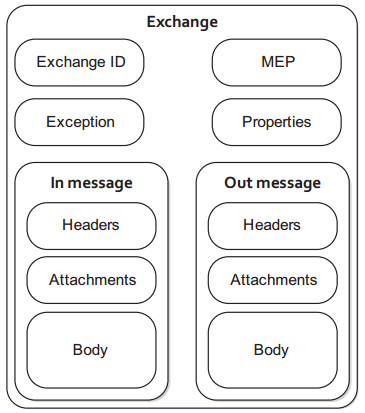 Exchange
Exchange ID
MEP
Exception
Properties
In message
Headers
Attachments
Body
Out message
Headers
Attachments
Body